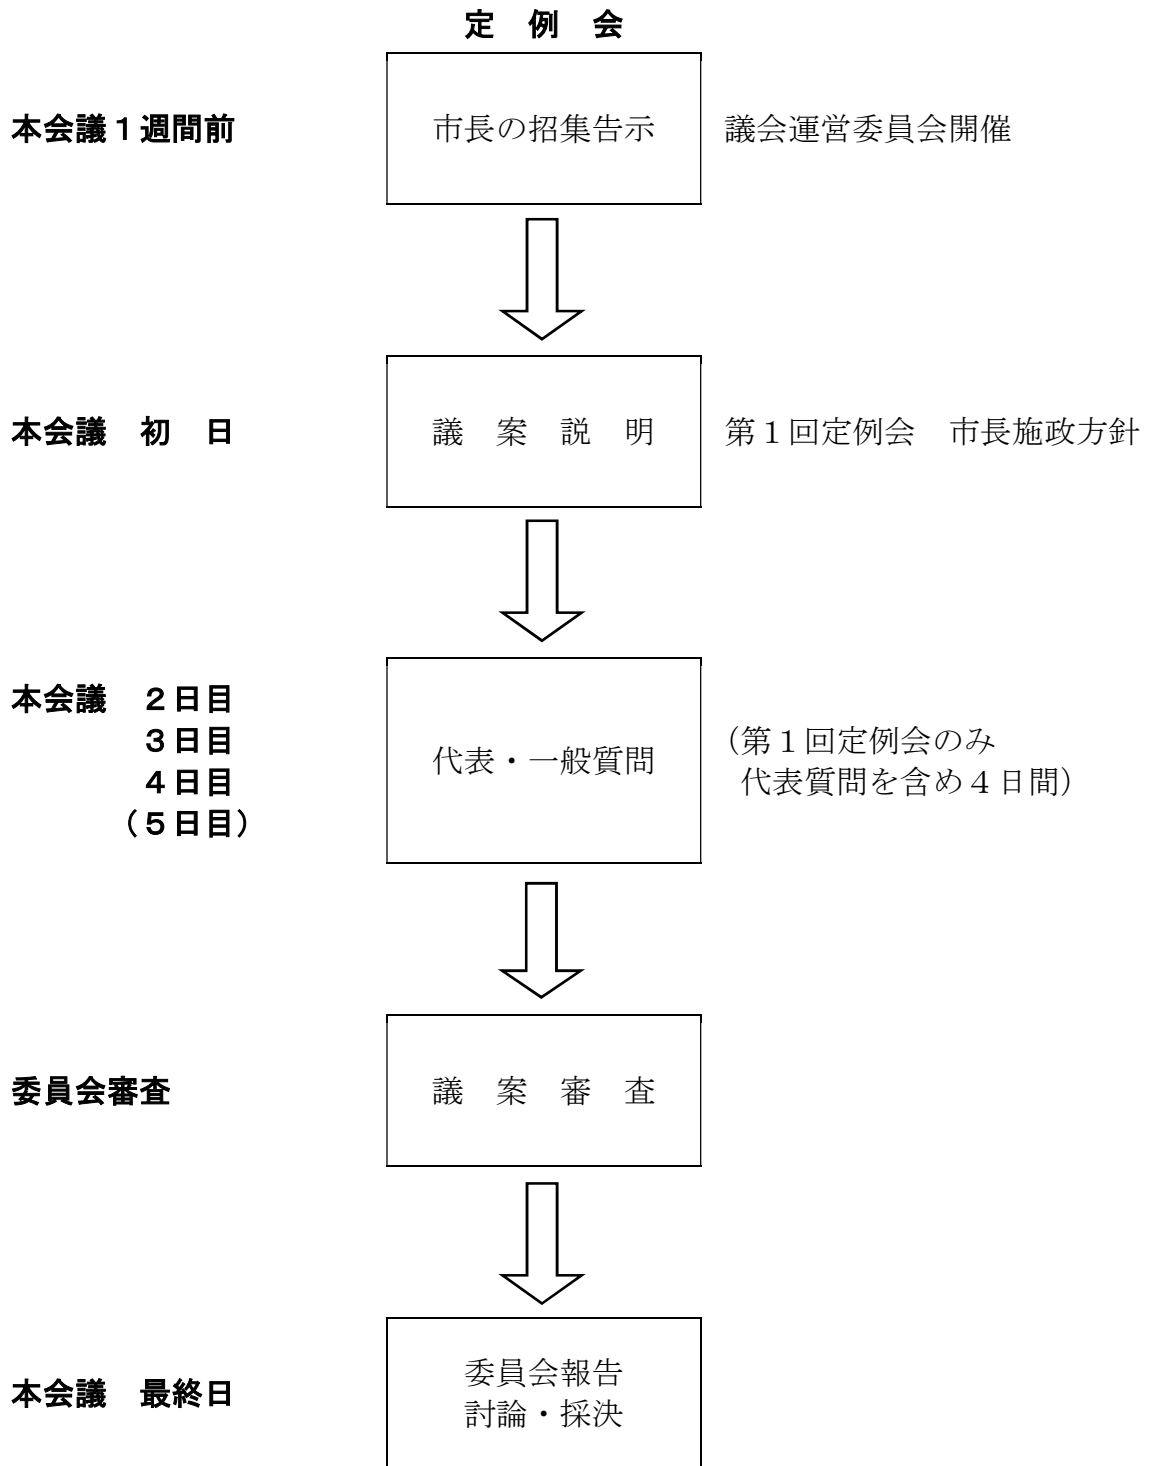 定　例　会
本会議１週間前
市長の招集告示
議会運営委員会開催
本会議　初　日
議　案　説　明
第１回定例会　市長施政方針
本会議　２日目
３日目
４日目
（５日目）
代表・一般質問
（第１回定例会のみ
代表質問を含め４日間）
委員会審査
議　案　審　査
本会議　最終日
委員会報告
討論・採決